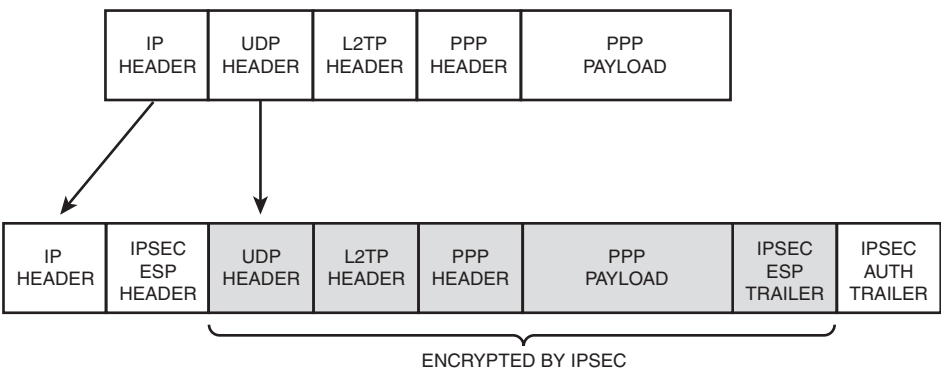 IP
HEADER
UDP
HEADER
L2TP
HEADER
PPP
HEADER
PPP
PAYLOAD
IP
HEADER
IPSEC
ESP
HEADER
UDP
HEADER
L2TP
HEADER
PPP
HEADER
PPP
PAYLOAD
IPSEC
ESP
TRAILER
IPSEC
AUTH
TRAILER
ENCRYPTED BY IPSEC